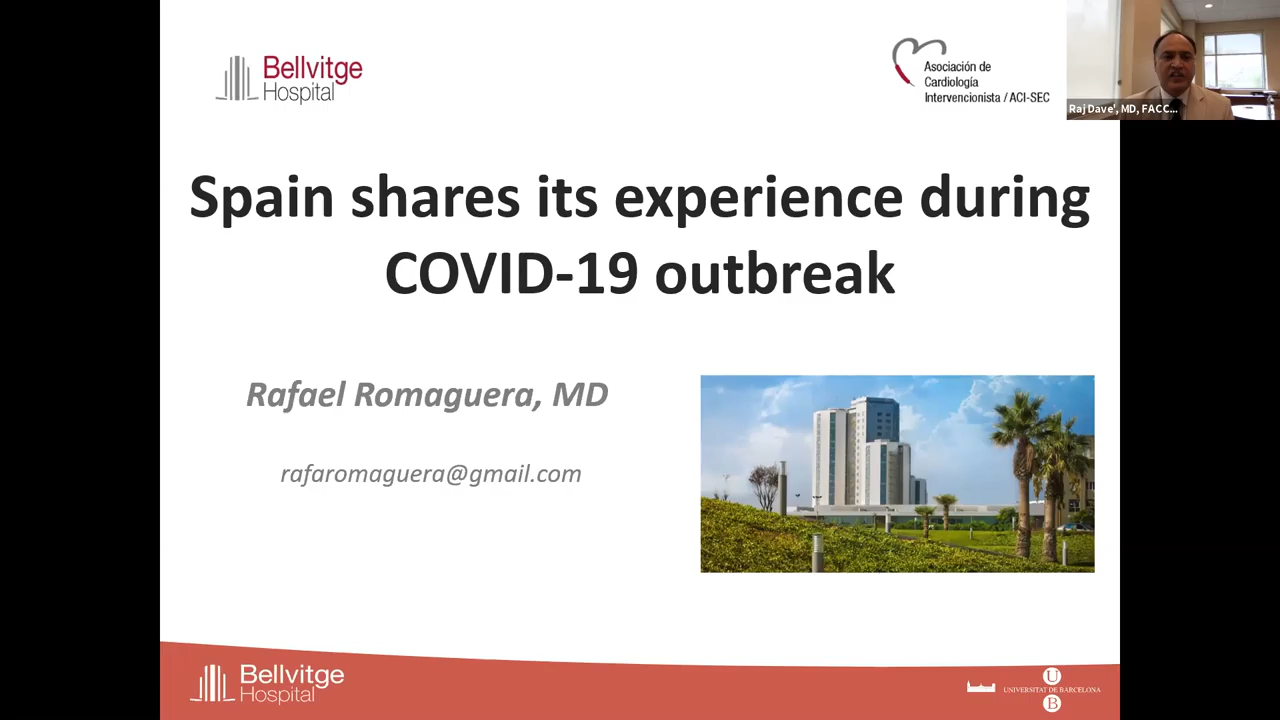 Bellvitge
Hospital
Asociación de
Cardiología
Intervencionista / ACI-SEC
Raj Dave', MD, FACC...
Spain shares its experience during
COVID-19 outbreak
Rafael Romaguera, MD
rafaromaguera@gmail.com
Bellvitge
Hospital
UNIVERSITAT DE BARCELONA
U
B